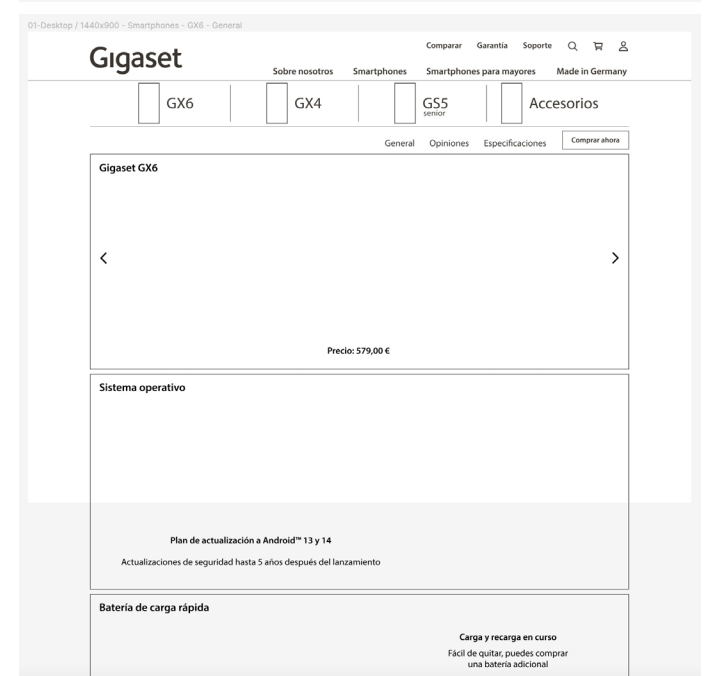 01-Desktop / 1440x900 - Smartphones - GX6 - General
Gigaset
Comparar Garantía Soporte
Sobre nosotros Smartphones Smartphones para mayores Made in Germany
GX6 GX4 GS5 Accesorios
senior
General Opiniones Especificaciones Comprar ahora
Gigaset GX6
Precio: 579,00 €
Sistema operativo
Plan de actualización a Android™ 13 y 14
Actualizaciones de seguridad hasta 5 años después del lanzamiento
Batería de carga rápida
Carga y recarga en curso
Fácil de quitar, puedes comprar
una batería adicional